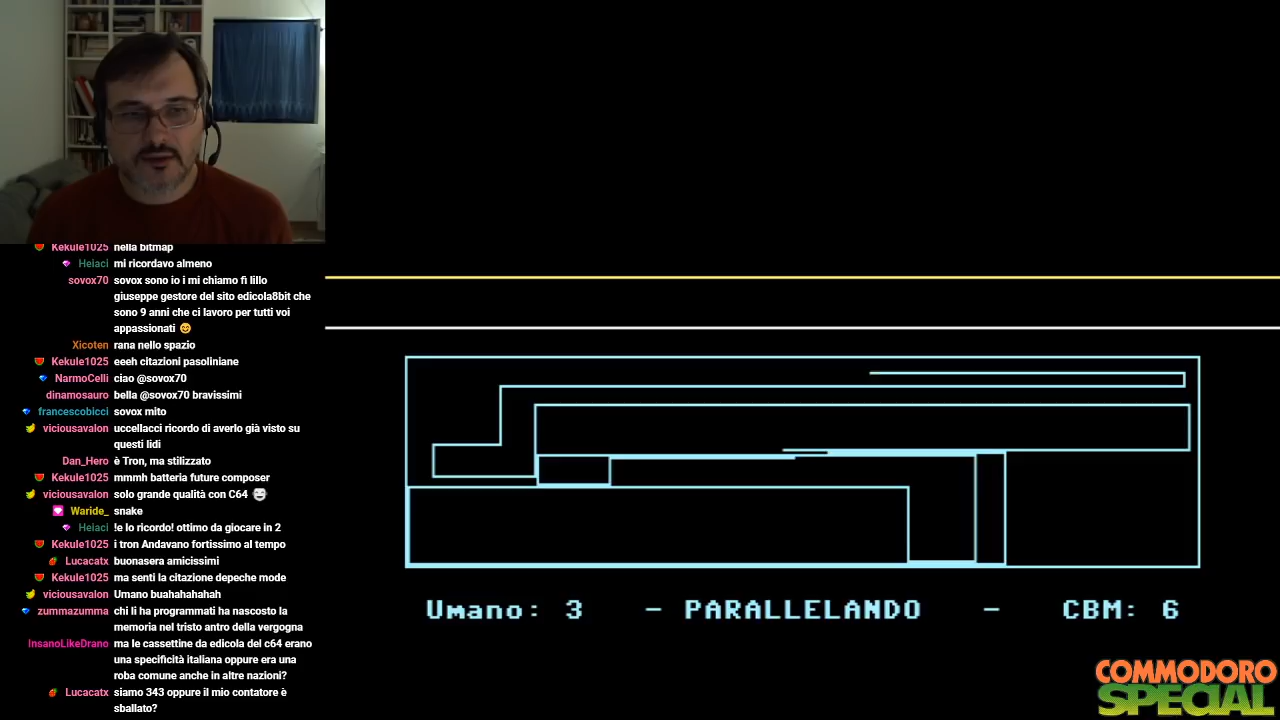 Kekule1025 nella bitmap
Heiaci mi ricordavo almeno
sovox70 sovox sono io i mi chiamo fi lillo
giuseppe gestore del sito edicola8bit che
sono 9 anni che ci lavoro per tutti voi
appassionati 😊
Xicoten rana nello spazio
Kekule1025 eeeh citazioni pasoliniane
NarmoCelli ciao @sovox70
dinamosauro bella @sovox70 bravissimi
francescobicci sovox mito
viciousavalon uccellacci ricordo di averlo già visto su
questi lidi
Dan_Hero è Tron, ma stilizzato
Kekule1025 mmmh batteria future composer
viciousavalon solo grande qualità con C64
Waride_ snake
Heiaci !e lo ricordo! ottimo da giocare in 2
Kekule1025 i tron Andavano fortissimo al tempo
Lucacatx buonasera amicissimi
Kekule1025 ma senti la citazione depeche mode
viciousavalon Umano buahahahahah
zummazumma chi li ha programmati ha nascosto la
memoria nel tristo antro della vergogna
InsanoLikeDrano ma le cassettine da edicola del c64 erano
una specificità italiana oppure era una
roba comune anche in altre nazioni?
Lucacatx siamo 343 oppure il mio contatore è
sballato?
Umano: 3 - PARALLELANDO - CBM: 6
COMMODORO
SPECIAL